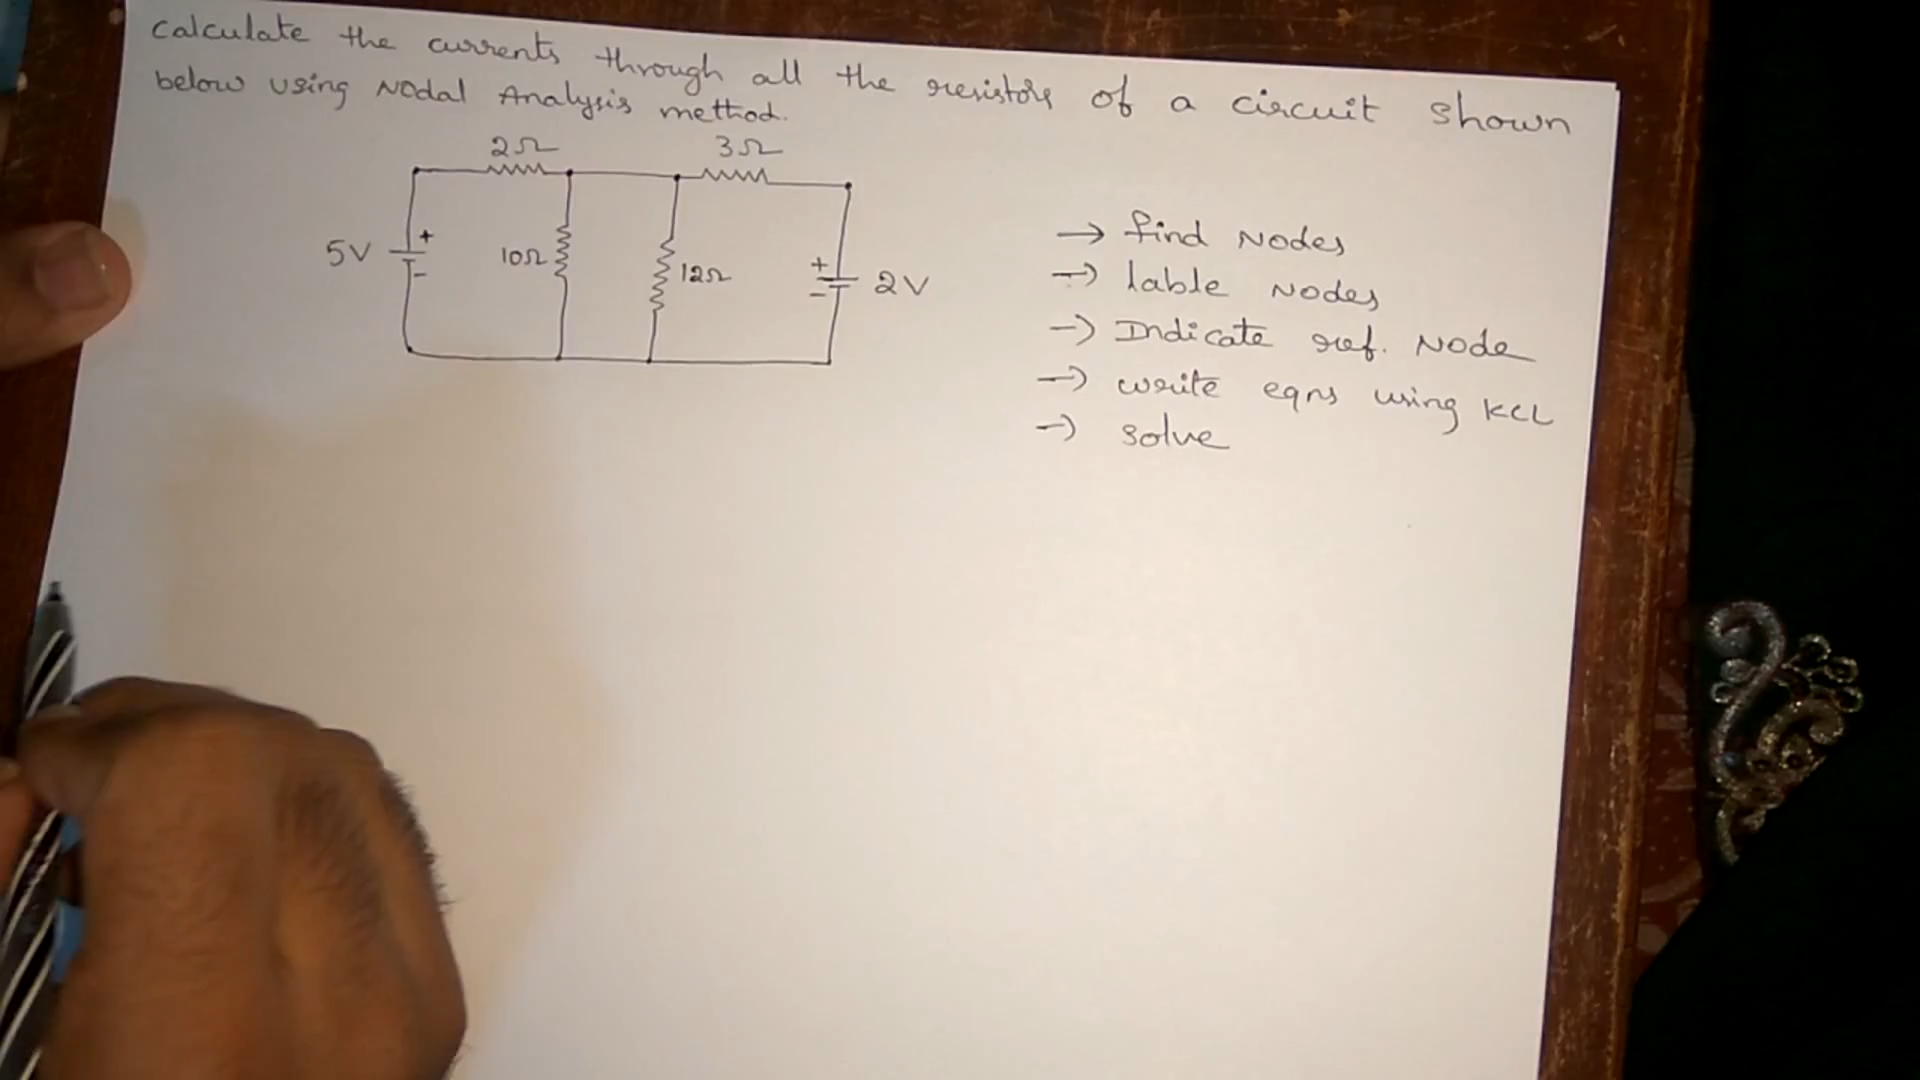 calculate the currents through all the resistors of a circuit shown
below using Nodal Analysis method.
2Ω
3Ω
5V
+
-
10Ω
12Ω
+
-
2V
→ find Nodes
→ lable Nodes
→ Indicate ref. Node
→ write eqns using KCL
→ solve